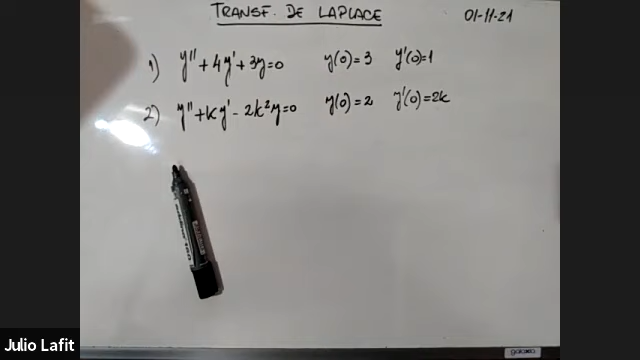 TRANSF. DE LAPLACE 01-11-21
1) y'' + 4y' + 3y = 0 y(0) = 3 y'(0) = 1
2) y'' + ky' - 2k²y = 0 y(0) = 2 y'(0) = 2k
Julio Lafit